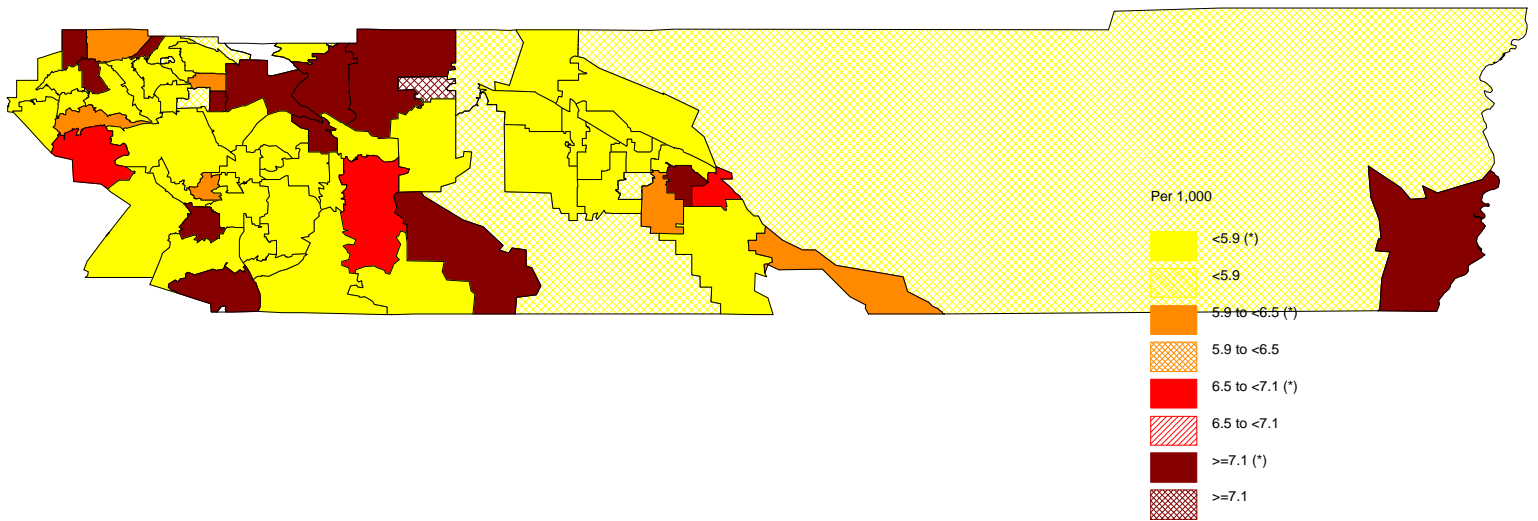 Per 1,000
<5.9 (*)
<5.9
5.9 to <6.5 (*)
5.9 to <6.5
6.5 to <7.1 (*)
6.5 to <7.1
>=7.1 (*)
>=7.1